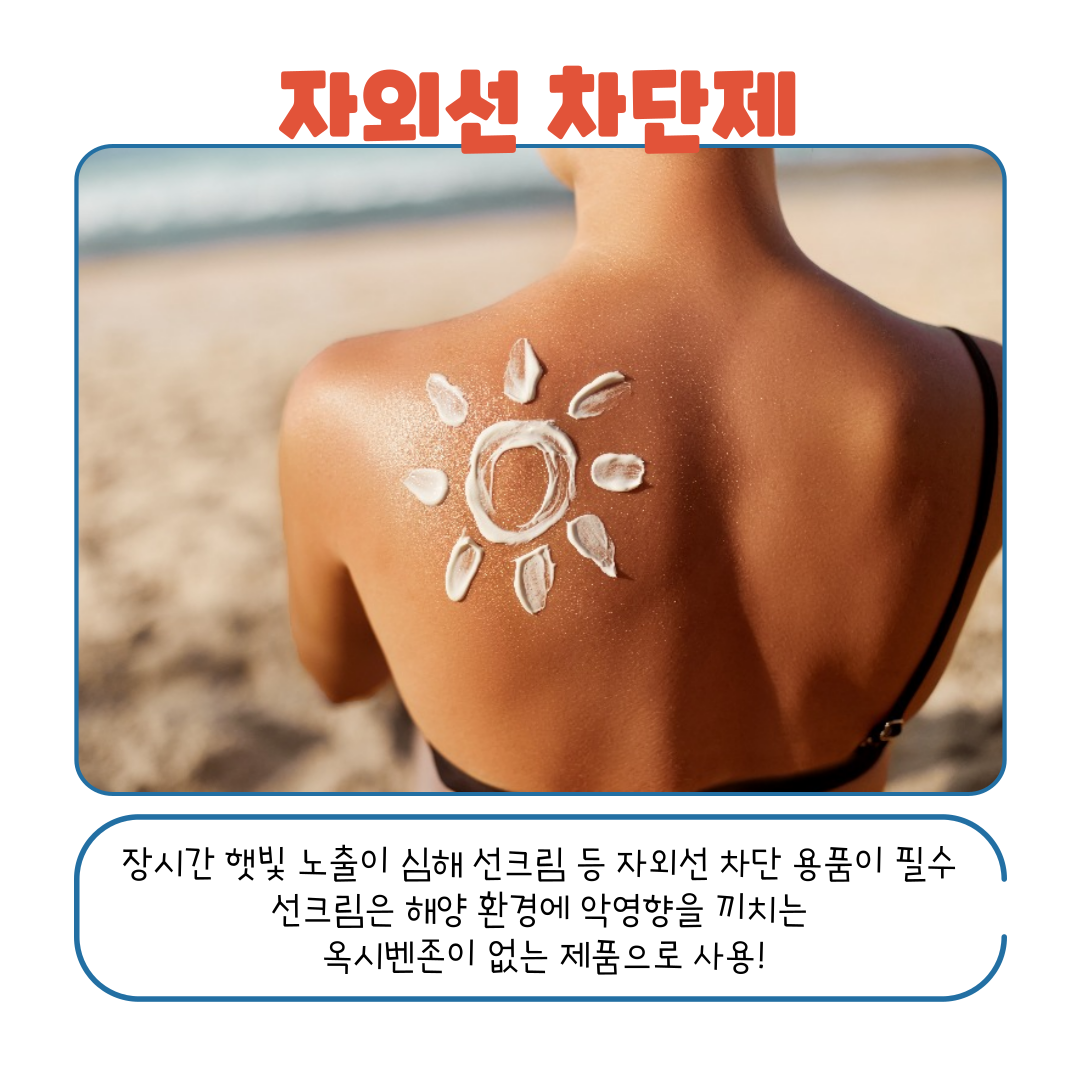 자외선 차단제
장시간 햇빛 노출이 심해 선크림 등 자외선 차단 용품이 필수
선크림은 해양 환경에 악영향을 끼치는
옥시벤존이 없는 제품으로 사용!